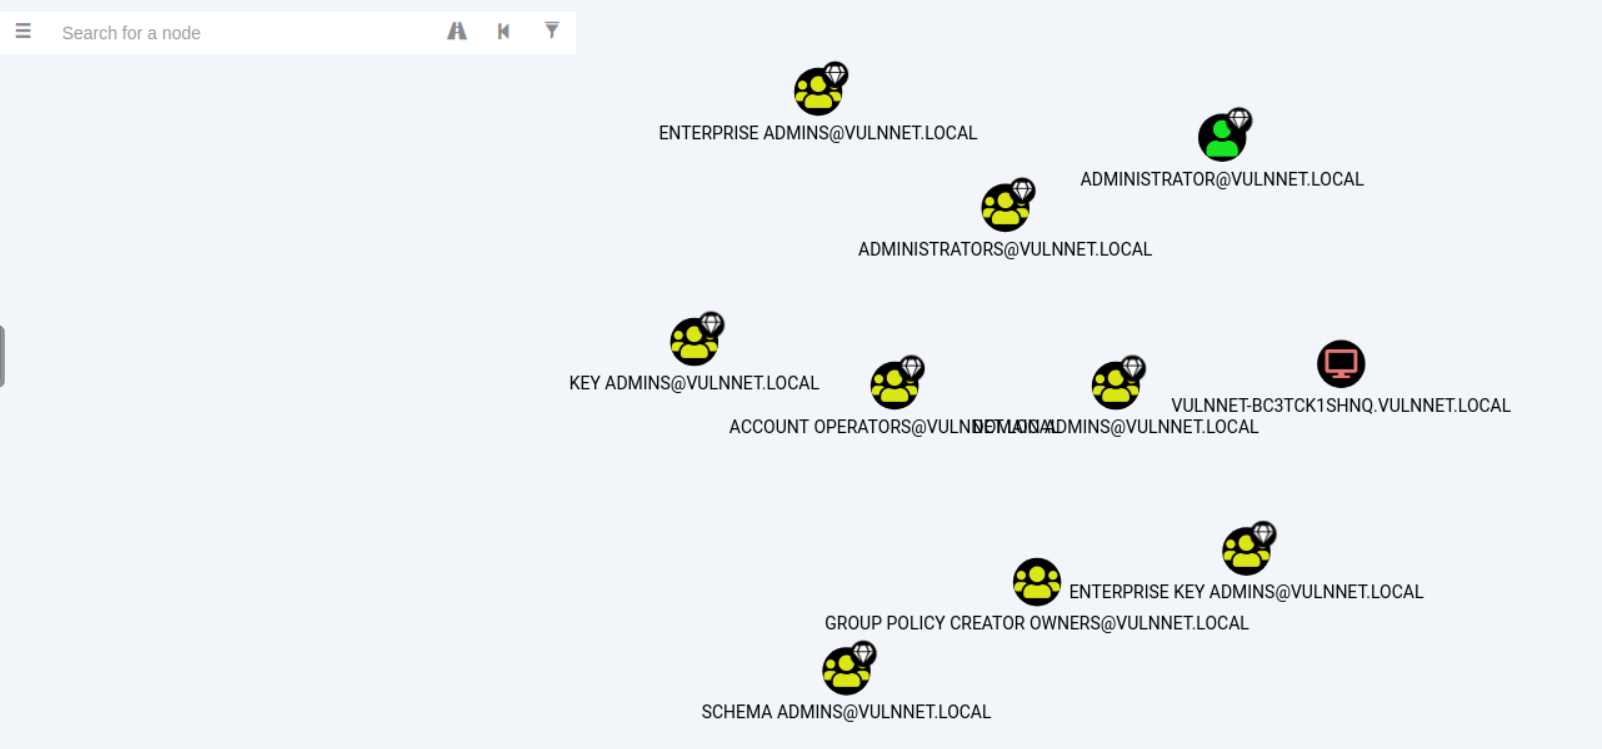 Search for a node
ENTERPRISE ADMINS@VULNNET.LOCAL
ADMINISTRATOR@VULNNET.LOCAL
ADMINISTRATORS@VULNNET.LOCAL
KEY ADMINS@VULNNET.LOCAL
VULNNET-BC3TCK1SHNQ.VULNNET.LOCAL
ACCOUNT OPERATORS@VULNNET.LOCAL
DOMAIN ADMINS@VULNNET.LOCAL
ENTERPRISE KEY ADMINS@VULNNET.LOCAL
GROUP POLICY CREATOR OWNERS@VULNNET.LOCAL
SCHEMA ADMINS@VULNNET.LOCAL